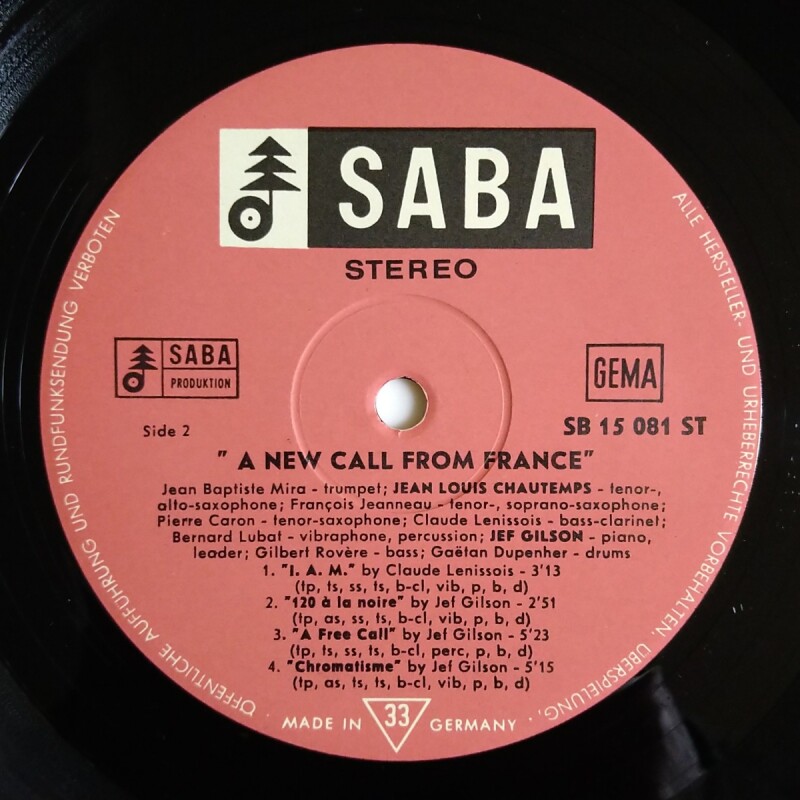 SABA
STEREO
SABA
PRODUKTION
GEMA
Side 2
SB 15 081 ST
" A NEW CALL FROM FRANCE"
Jean Baptiste Mira - trumpet; JEAN LOUIS CHAUTEMPS - tenor-,
alto-saxophone; François Jeanneau - tenor-, soprano-saxophone;
Pierre Caron - tenor-saxophone; Claude Lenissois - bass-clarinet;
Bernard Lubat - vibraphone, percussion; JEF GILSON - piano,
leader; Gilbert Rovère - bass; Gaëtan Dupenher - drums
1. "I. A. M." by Claude Lenissois - 3'13
(tp, ts, ss, ts, b-cl, vib, p, b, d)
2. "120 à la noire" by Jef Gilson - 2'51
(tp, as, ss, ts, b-cl, vib, p, b, d)
3. "A Free Call" by Jef Gilson - 5'23
(tp, ts, ss, ts, b-cl, perc, p, b, d)
4. "Chromatisme" by Jef Gilson - 5'15
(tp, as, ts, ts, b-cl, vib, p, b, d)
MADE IN 33 GERMANY
ALLE HERSTELLER- UND URHEBERRECHTE VORBEHALTEN. ÜBERSPIELUNG,
ÖFFENTLICHE AUFFÜHRUNG UND RUNDFUNKSENDUNG VERBOTEN